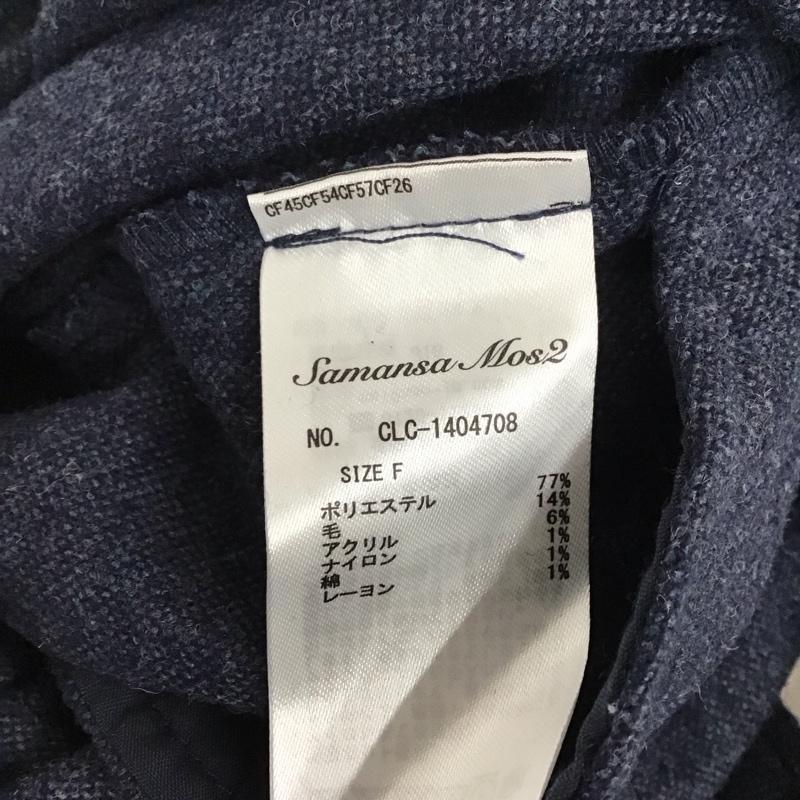 CF45CF54CF57CF26
Samansa Mos2
NO. CLC-1404708
SIZE F
ポリエステル 77%
毛 14%
アクリル 6%
ナイロン 1%
綿 1%
レーヨン 1%